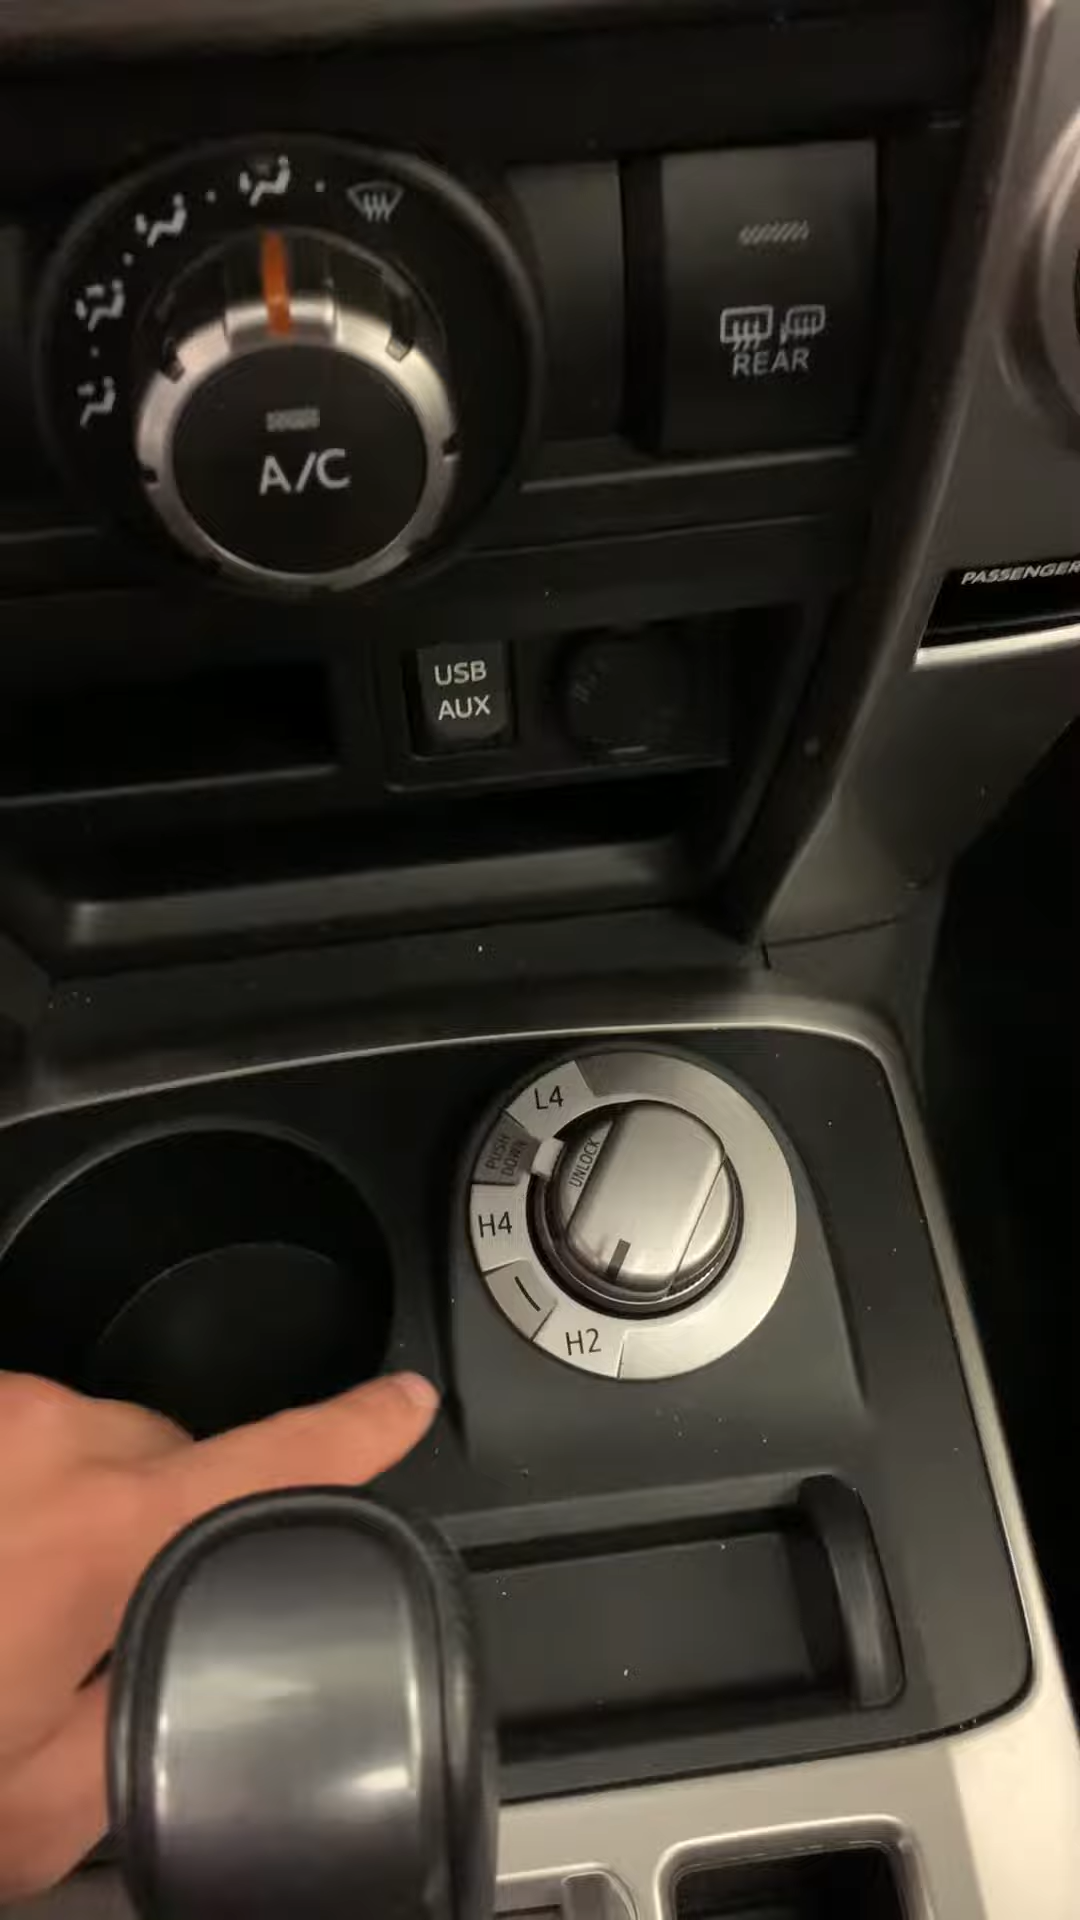 A/C
REAR
USB
AUX
PASSENGER
L4
PUSH
DOWN
UNLOCK
H4
H2